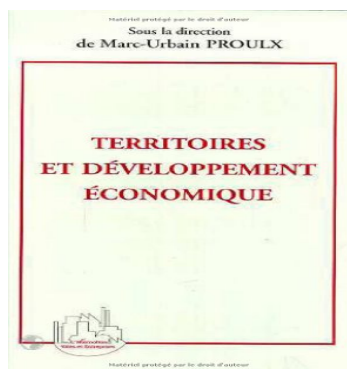 Matériel protégé par le droit d'auteur
Sous la direction
de Marc-Urbain PROULX
TERRITOIRES
ET DÉVELOPPEMENT
ÉCONOMIQUE
Matériel protégé par le droit d'auteur